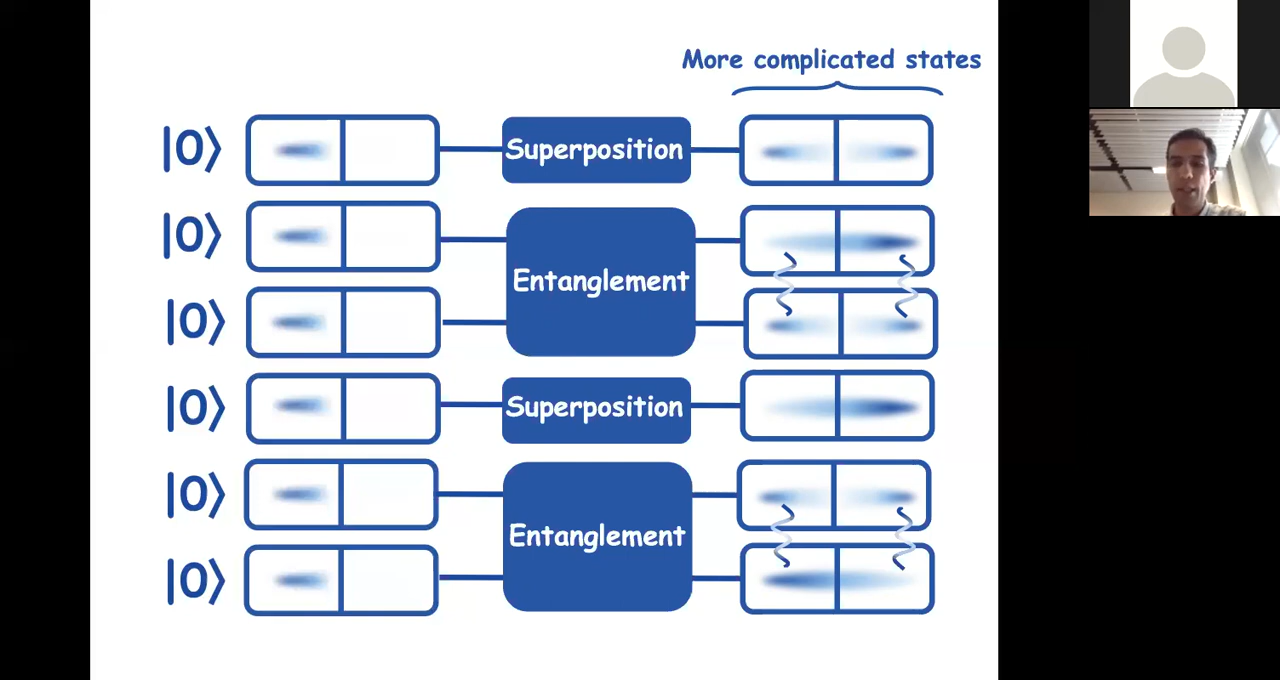 More complicated states
|0⟩
Superposition
|0⟩
Entanglement
|0⟩
|0⟩
Superposition
|0⟩
Entanglement
|0⟩